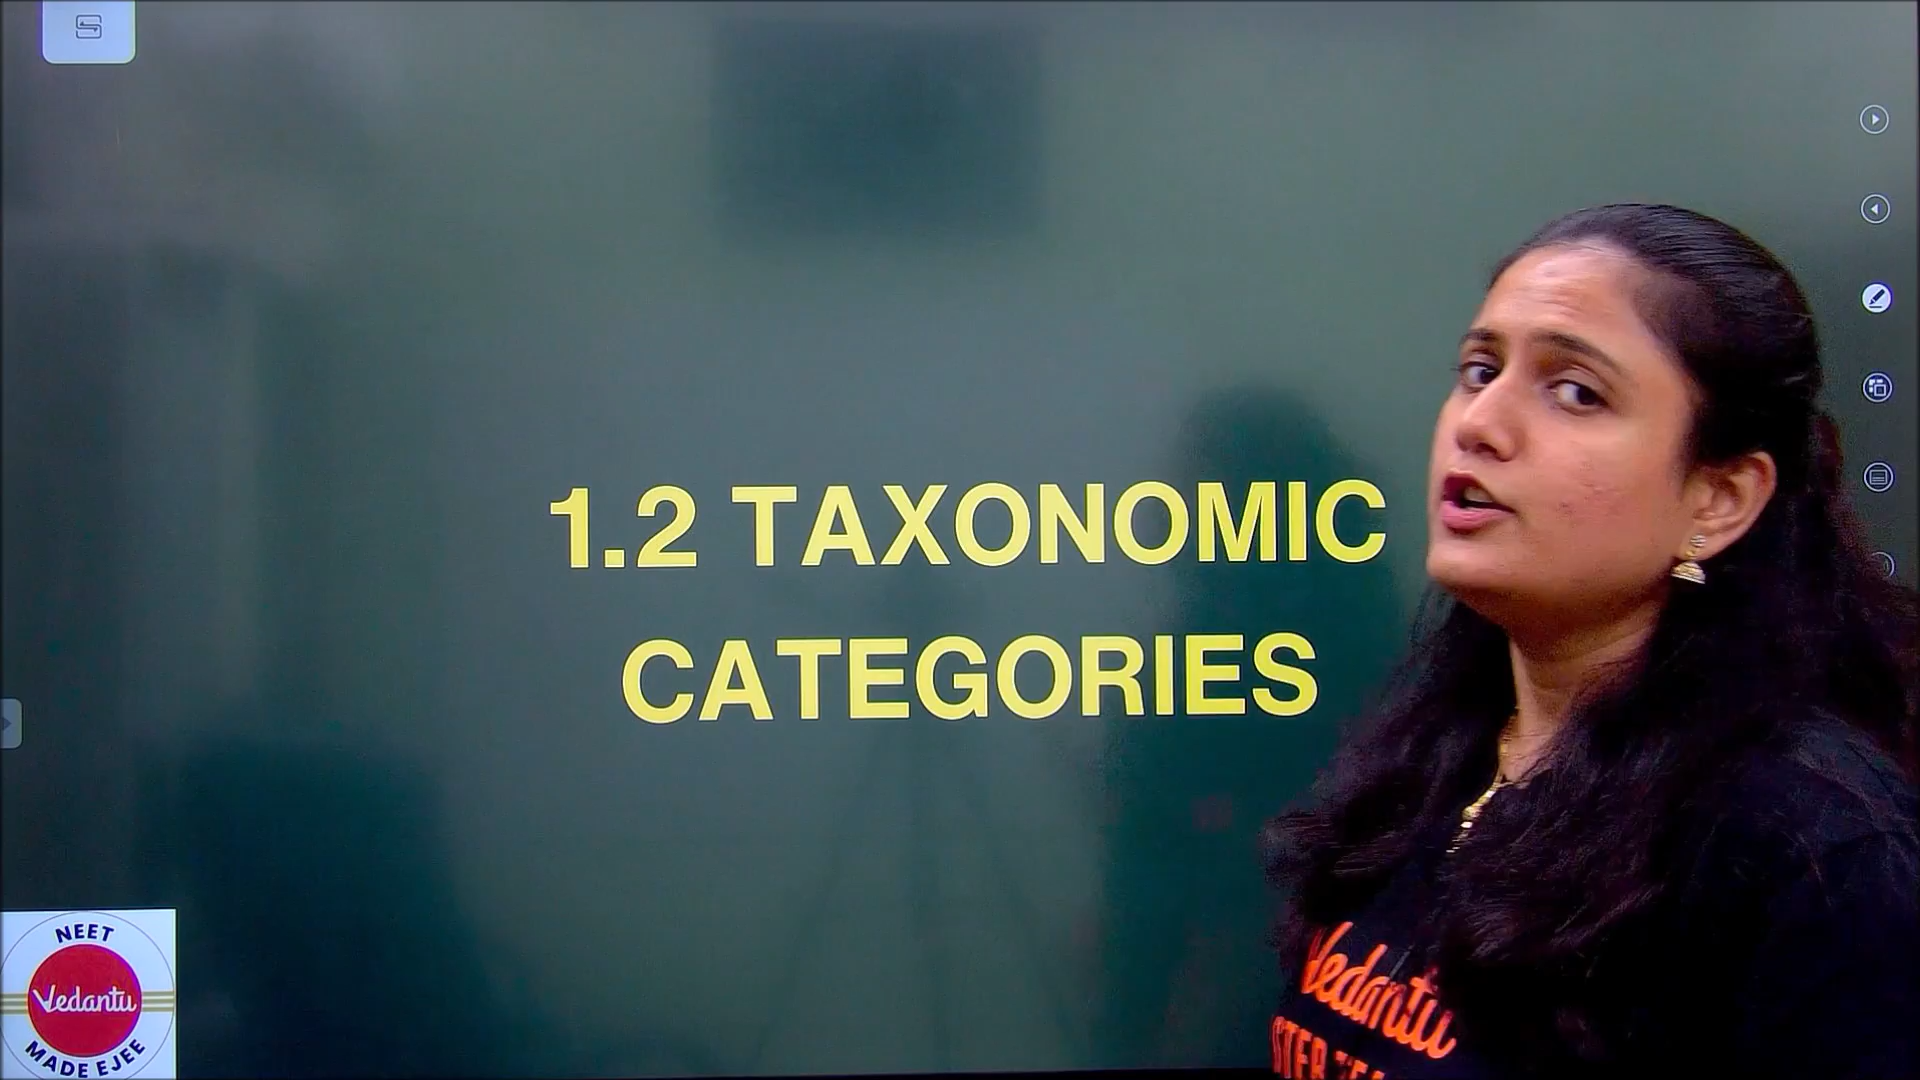 1.2 TAXONOMIC
CATEGORIES
NEET
Vedantu
MADE EJEE
Vedantu